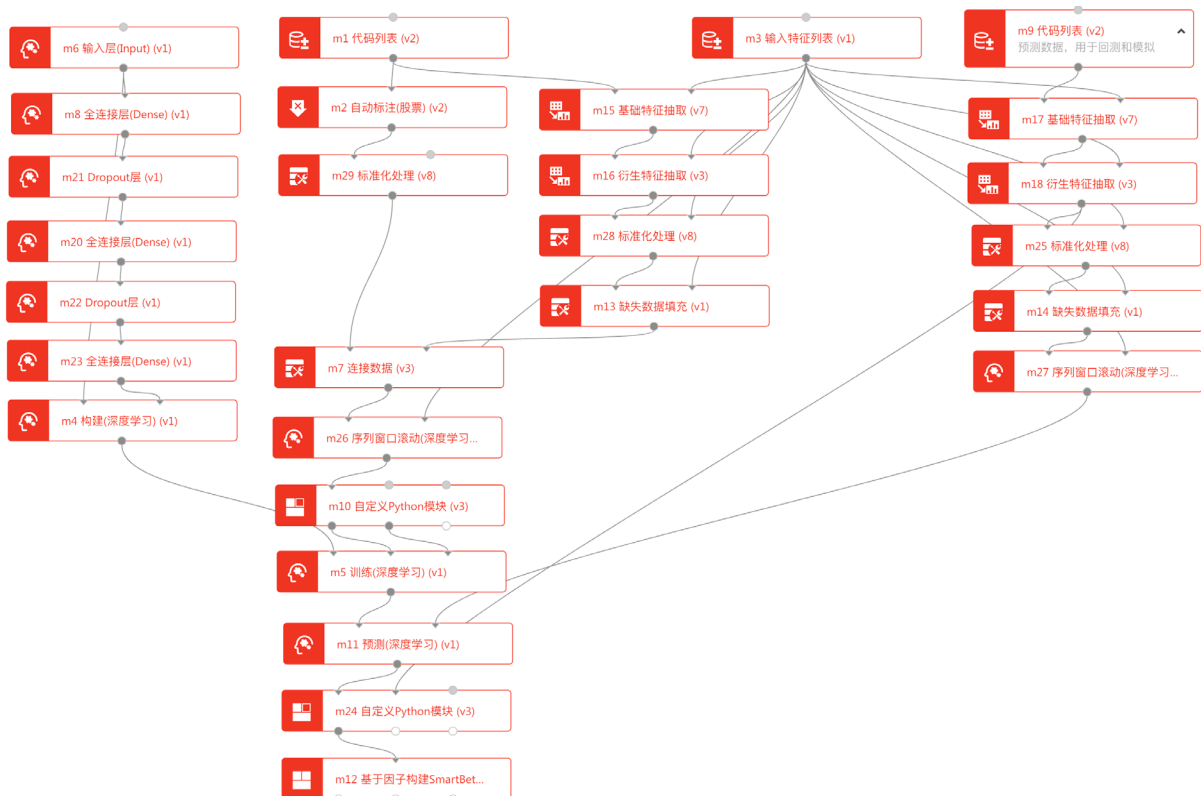 m6 输入层(Input) (v1)
m8 全连接层(Dense) (v1)
m21 Dropout层 (v1)
m20 全连接层(Dense) (v1)
m22 Dropout层 (v1)
m23 全连接层(Dense) (v1)
m4 构建(深度学习) (v1)
m1 代码列表 (v2)
m2 自动标注(股票) (v2)
m29 标准化处理 (v8)
m3 输入特征列表 (v1)
m15 基础特征抽取 (v7)
m16 衍生特征抽取 (v3)
m28 标准化处理 (v8)
m13 缺失数据填充 (v1)
m9 代码列表 (v2)
预测数据，用于回测和模拟
m17 基础特征抽取 (v7)
m18 衍生特征抽取 (v3)
m25 标准化处理 (v8)
m14 缺失数据填充 (v1)
m27 序列窗口滚动(深度学习...
m7 连接数据 (v3)
m26 序列窗口滚动(深度学习...
m10 自定义Python模块 (v3)
m5 训练(深度学习) (v1)
m11 预测(深度学习) (v1)
m24 自定义Python模块 (v3)
m12 基于因子构建SmartBet...